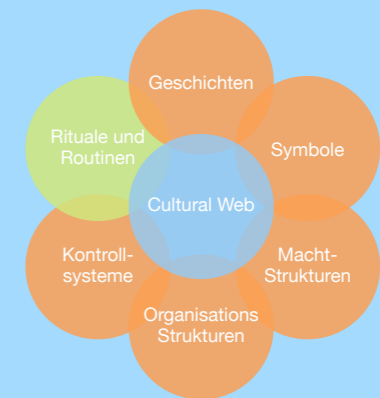 Geschichten
Rituale und
Routinen
Symbole
Cultural Web
Kontroll-
systeme
Macht-
Strukturen
Organisations
Strukturen